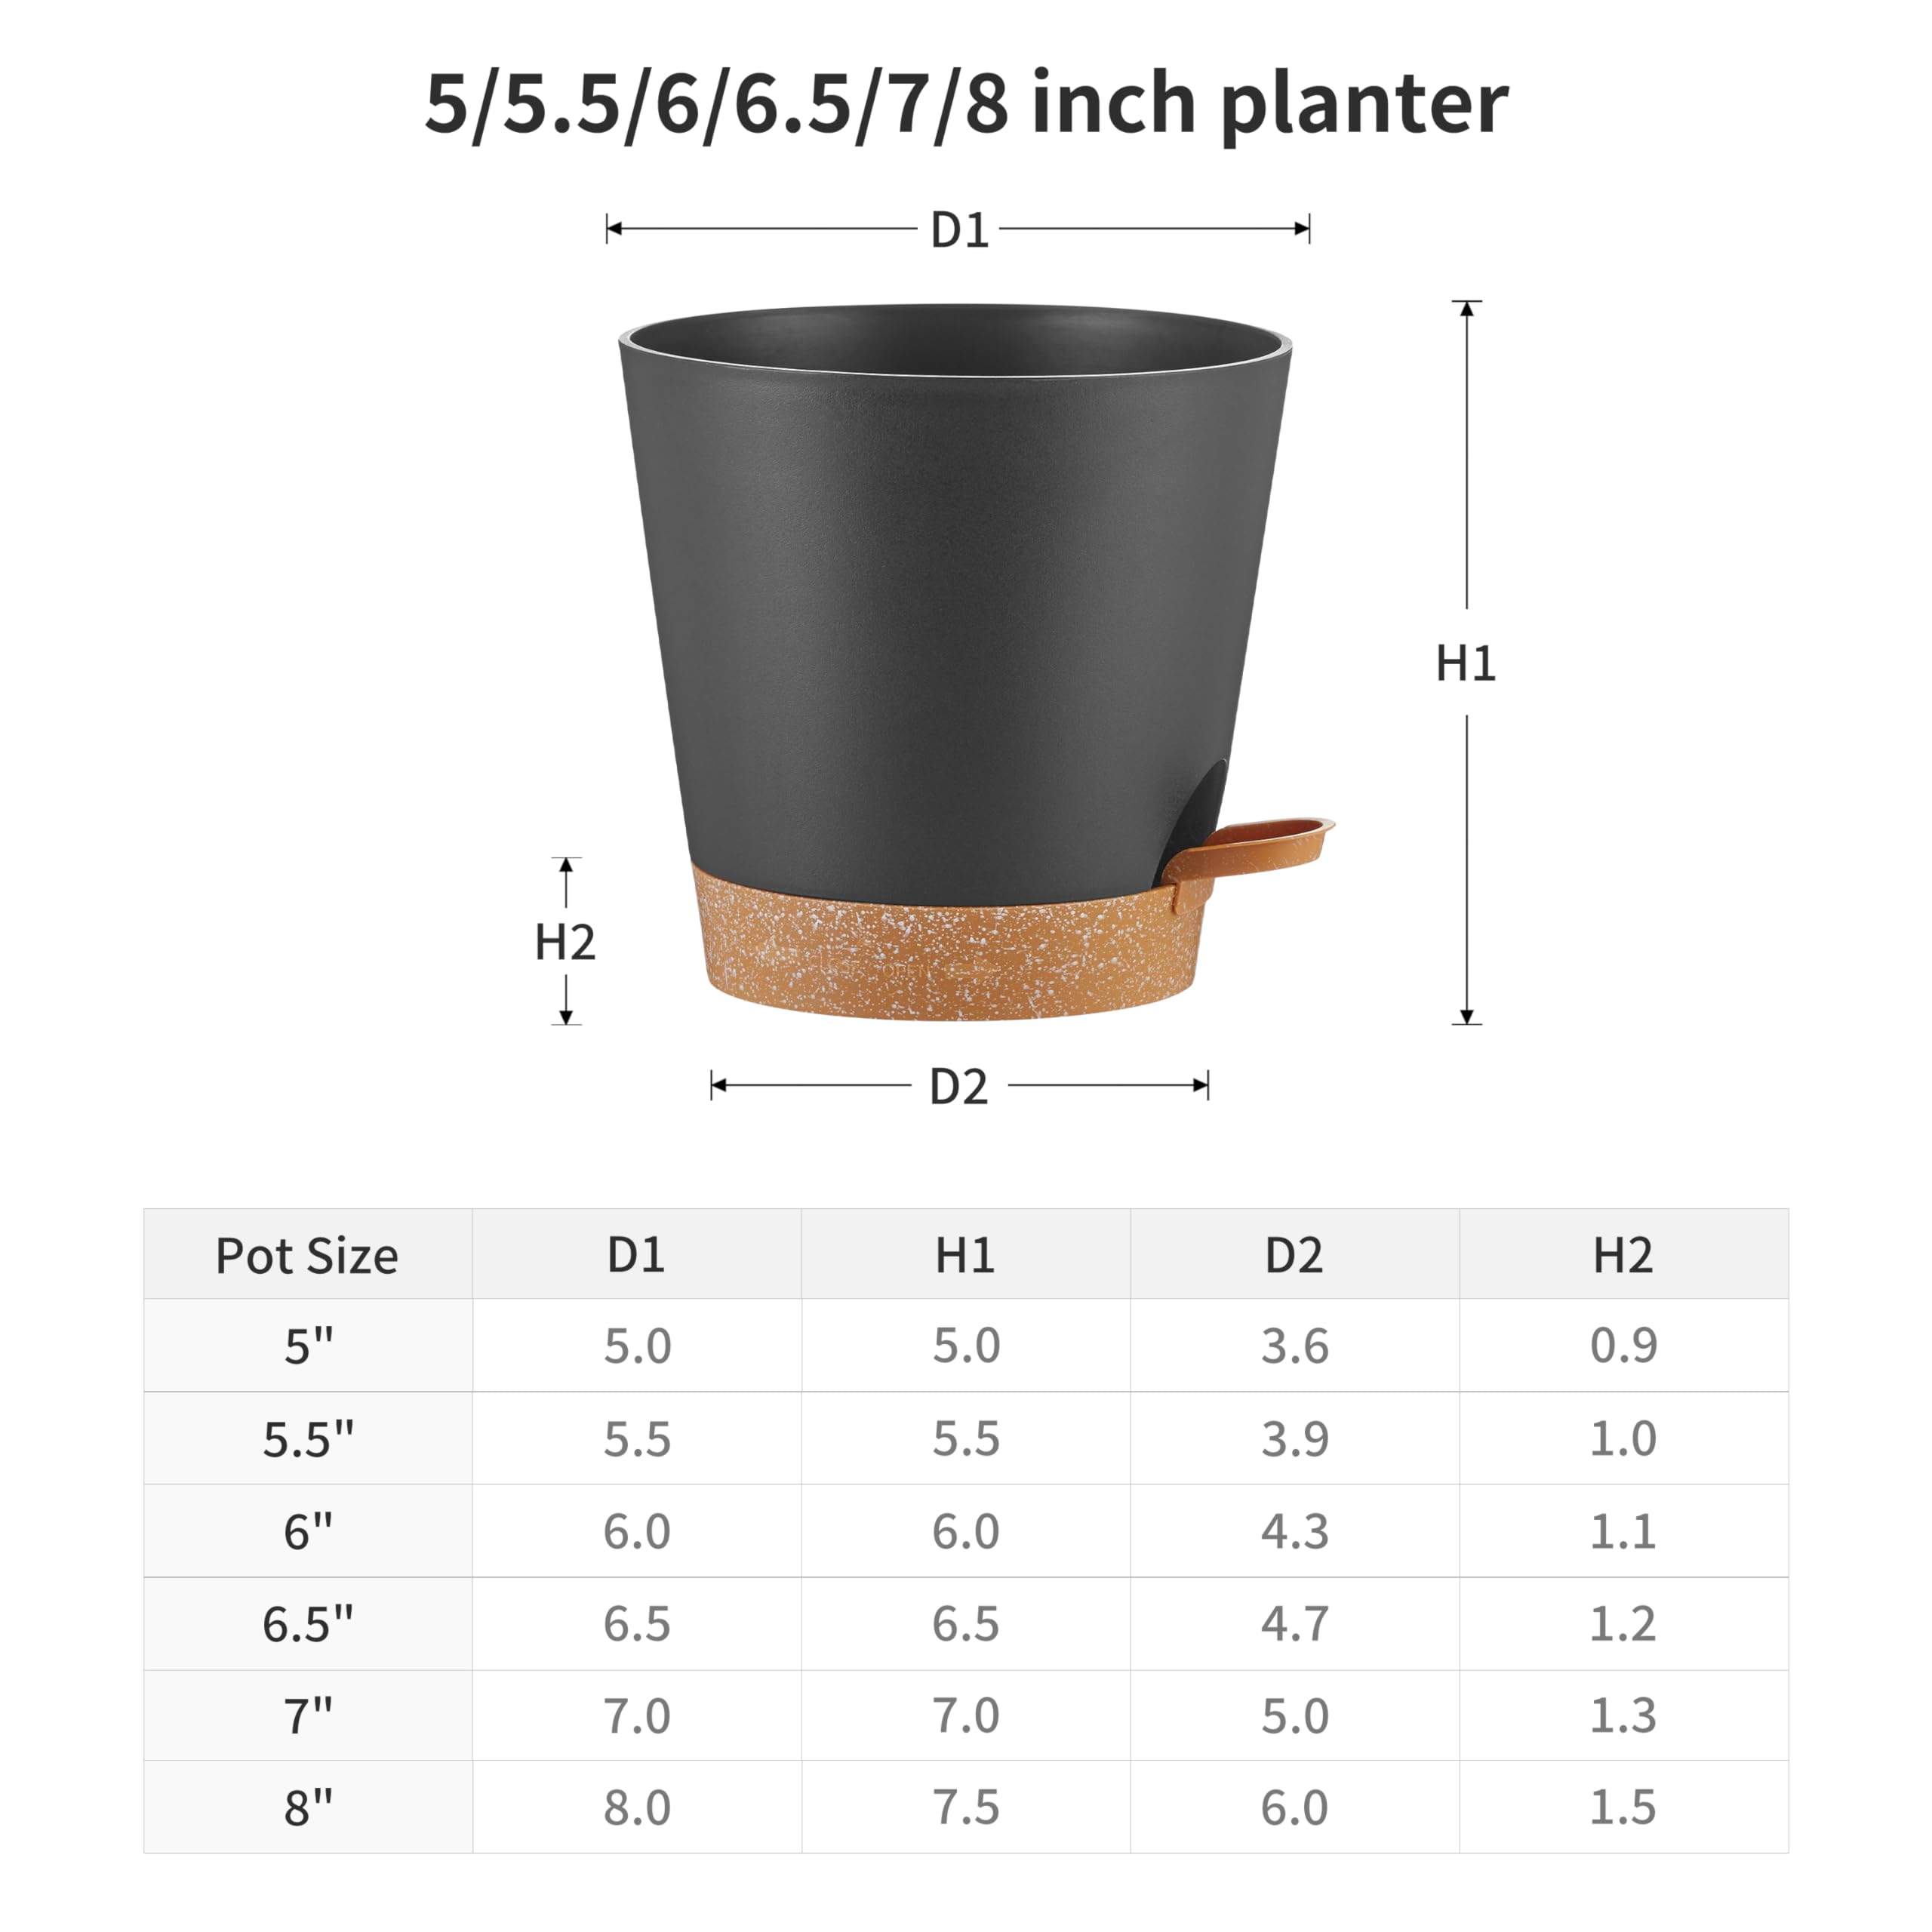 5/5.5/6/6.5/7/8 inch planter
D1
H1
H2
D2
Pot Size D1 H1 D2 H2
5" 5.0 5.0 3.6 0.9
5.5" 5.5 5.5 3.9 1.0
6" 6.0 6.0 4.3 1.1
6.5" 6.5 6.5 4.7 1.2
7" 7.0 7.0 5.0 1.3
8" 8.0 7.5 6.0 1.5